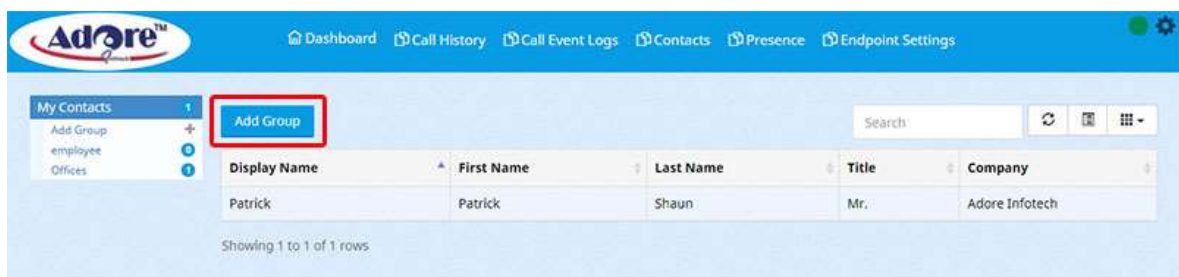 Adore™
Dashboard Call History Call Event Logs Contacts Presence Endpoint Settings
My Contacts 1
Add Group +
employee 0
Offices 0
Add Group
Search
Display Name First Name Last Name Title Company
Patrick Patrick Shaun Mr. Adore Infotech
Showing 1 to 1 of 1 rows